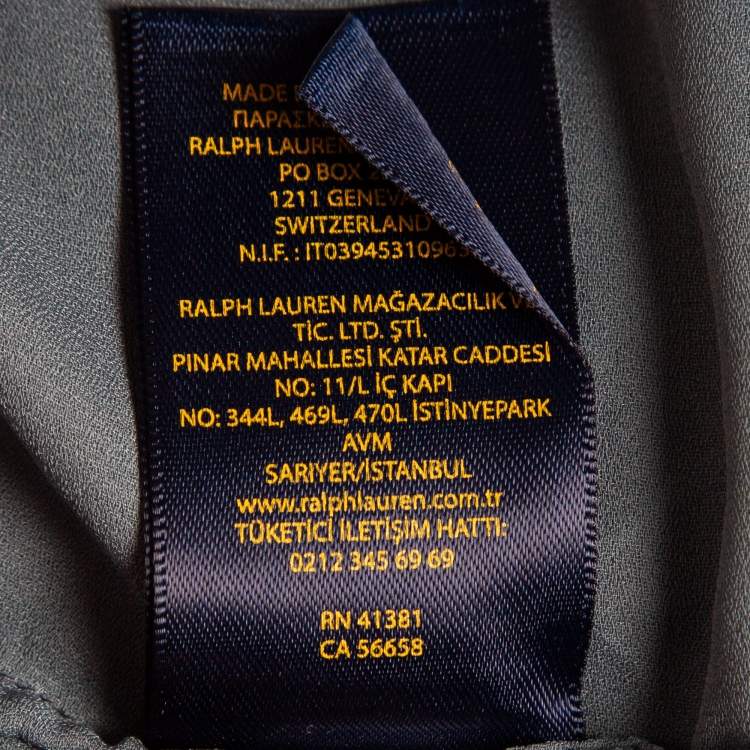 MADE
ΠΑΡΑΣΚ
RALPH LAUREN
PO BOX
1211 GENEVA
SWITZERLAND
N.I.F. : IT0394531096
RALPH LAUREN MAĞAZACILIK VE
TİC. LTD. ŞTİ.
PINAR MAHALLESİ KATAR CADDESİ
NO: 11/L İÇ KAPI
NO: 344L, 469L, 470L İSTİNYEPARK
AVM
SARIYER/İSTANBUL
www.ralphlauren.com.tr
TÜKETİCİ İLETİŞİM HATTI:
0212 345 69 69
RN 41381
CA 56658